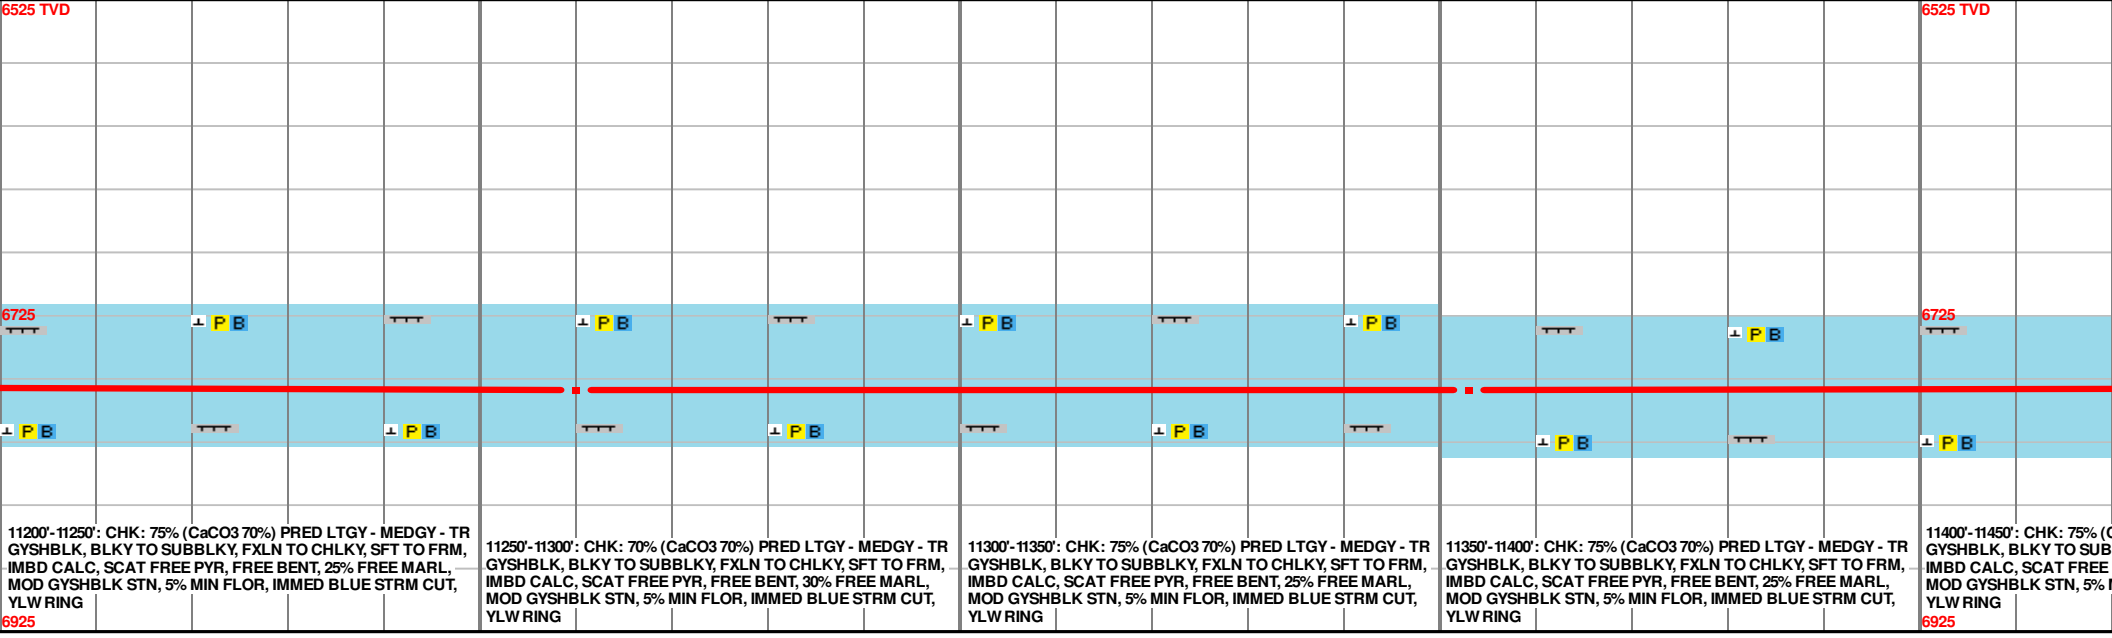 6525 TVD
6525 TVD
6725
6725
P B
P B
P B
P B
P B
P B
P B
P B
P B
P B
P B
11200'-11250': CHK: 75% (CaCO3 70%) PRED LTGY - MEDGY - TR
GYSHBLK, BLKY TO SUBBLKY, FXLN TO CHLKY, SFT TO FRM,
IMBD CALC, SCAT FREE PYR, FREE BENT, 25% FREE MARL,
MOD GYSHBLK STN, 5% MIN FLOR, IMMED BLUE STRM CUT,
YLW RING
11250'-11300': CHK: 70% (CaCO3 70%) PRED LTGY - MEDGY - TR
GYSHBLK, BLKY TO SUBBLKY, FXLN TO CHLKY, SFT TO FRM,
IMBD CALC, SCAT FREE PYR, FREE BENT, 30% FREE MARL,
MOD GYSHBLK STN, 5% MIN FLOR, IMMED BLUE STRM CUT,
YLW RING
11300'-11350': CHK: 75% (CaCO3 70%) PRED LTGY - MEDGY - TR
GYSHBLK, BLKY TO SUBBLKY, FXLN TO CHLKY, SFT TO FRM,
IMBD CALC, SCAT FREE PYR, FREE BENT, 25% FREE MARL,
MOD GYSHBLK STN, 5% MIN FLOR, IMMED BLUE STRM CUT,
YLW RING
11350'-11400': CHK: 75% (CaCO3 70%) PRED LTGY - MEDGY - TR
GYSHBLK, BLKY TO SUBBLKY, FXLN TO CHLKY, SFT TO FRM,
IMBD CALC, SCAT FREE PYR, FREE BENT, 25% FREE MARL,
MOD GYSHBLK STN, 5% MIN FLOR, IMMED BLUE STRM CUT,
YLW RING
11400'-11450': CHK: 75% (C
GYSHBLK, BLKY TO SUB
IMBD CALC, SCAT FREE
MOD GYSHBLK STN, 5%
YLW RING
6925
6925